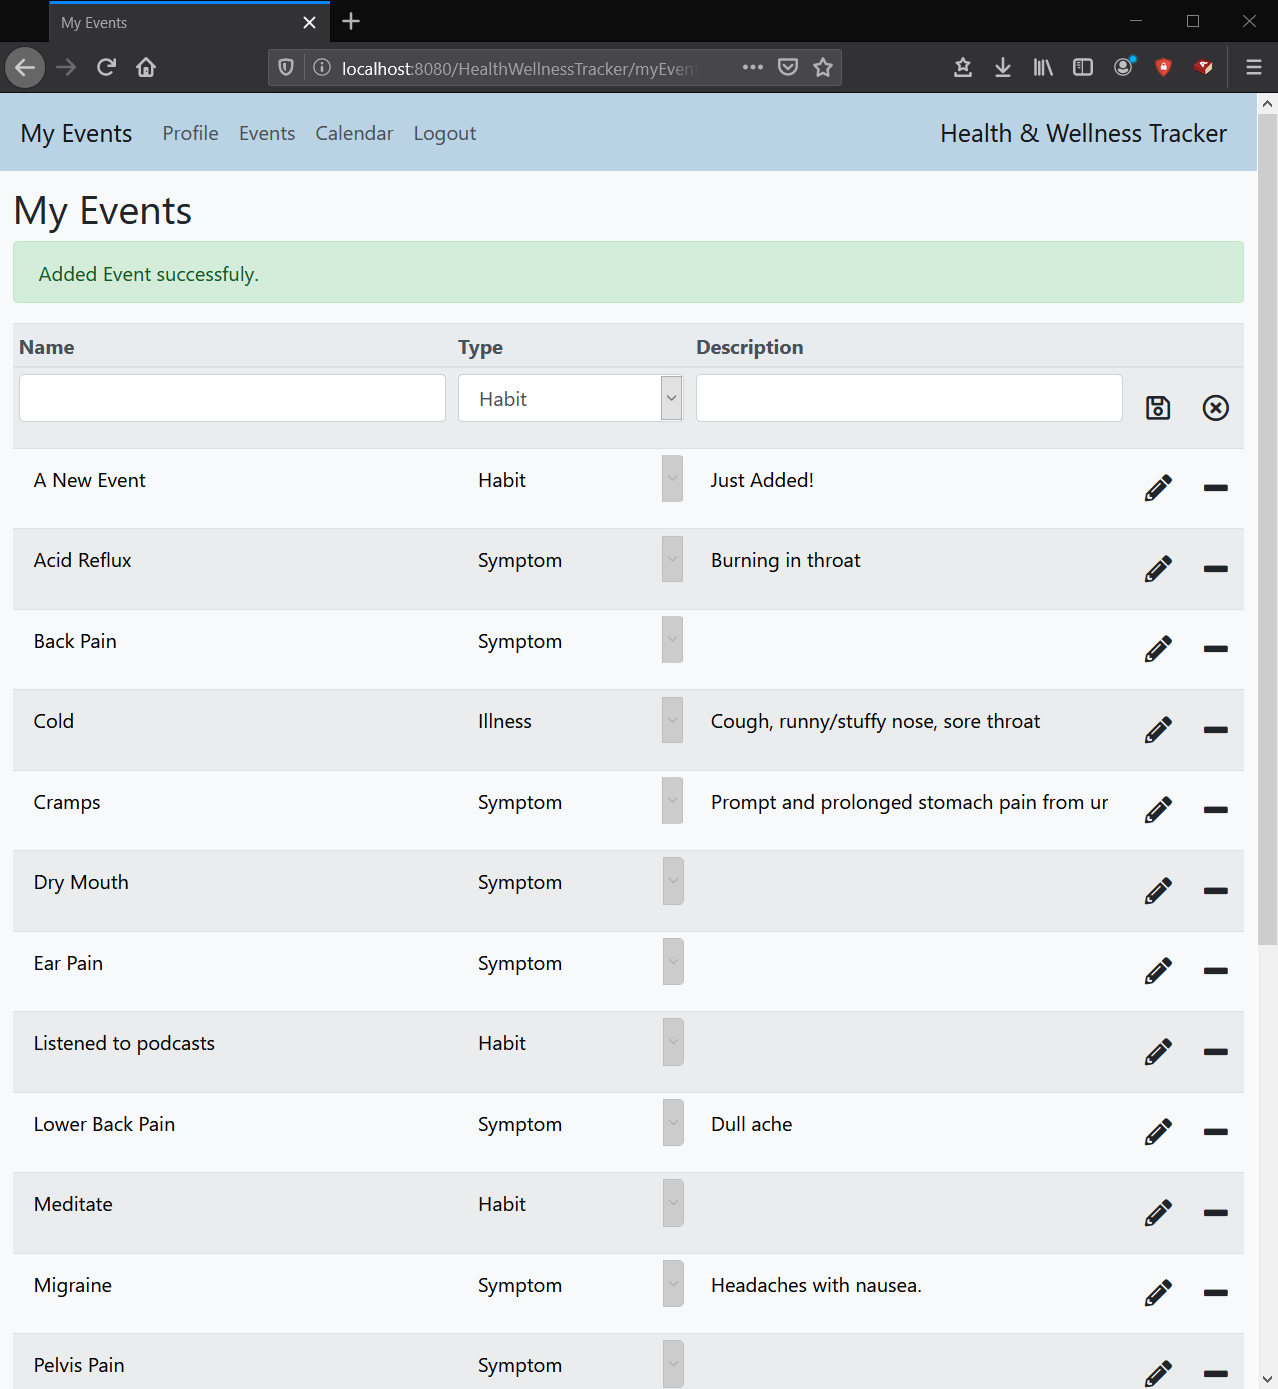 My Events
localhost:8080/HealthWellnessTracker/myEven
My Events Profile Events Calendar Logout Health & Wellness Tracker
My Events
Added Event successfuly.
Name Type Description
Habit
A New Event Habit Just Added!
Acid Reflux Symptom Burning in throat
Back Pain Symptom
Cold Illness Cough, runny/stuffy nose, sore throat
Cramps Symptom Prompt and prolonged stomach pain from ur
Dry Mouth Symptom
Ear Pain Symptom
Listened to podcasts Habit
Lower Back Pain Symptom Dull ache
Meditate Habit
Migraine Symptom Headaches with nausea.
Pelvis Pain Symptom